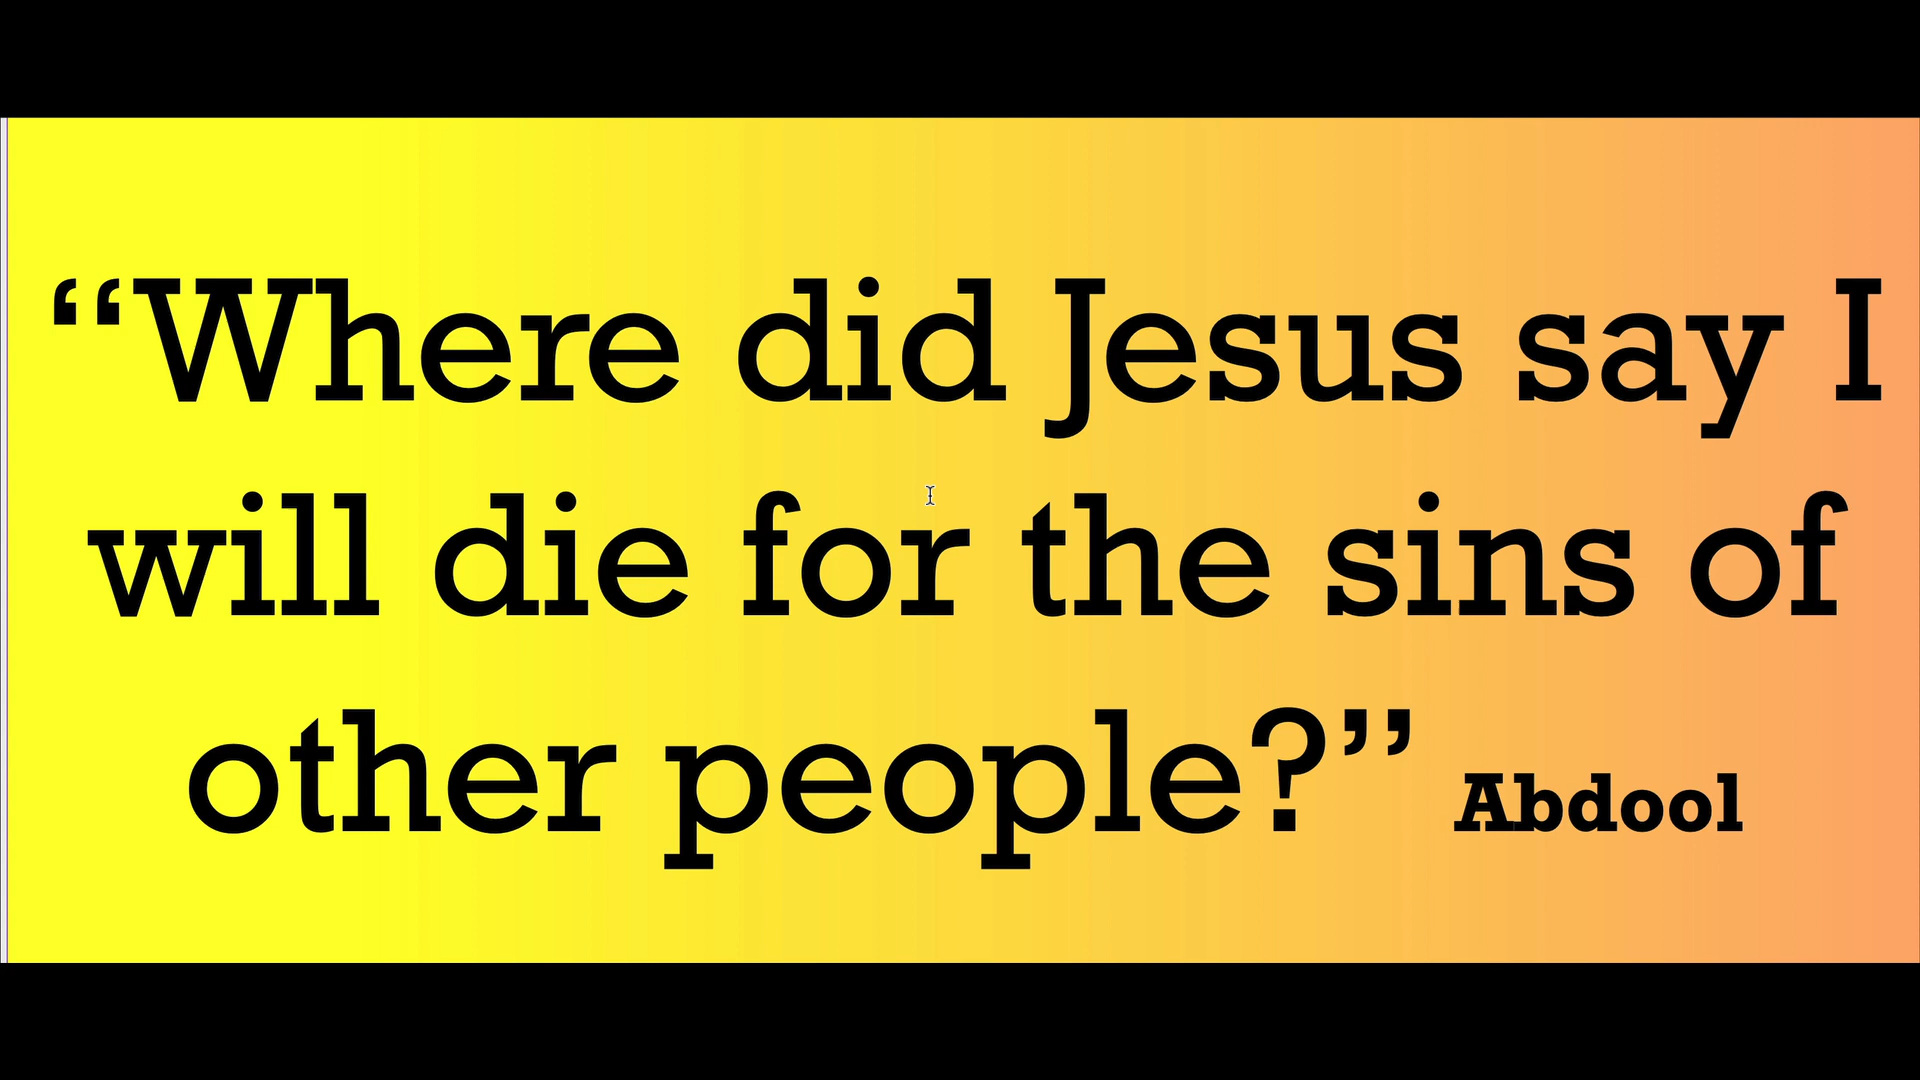 “Where did Jesus say I
will die for the sins of
other people?” Abdool